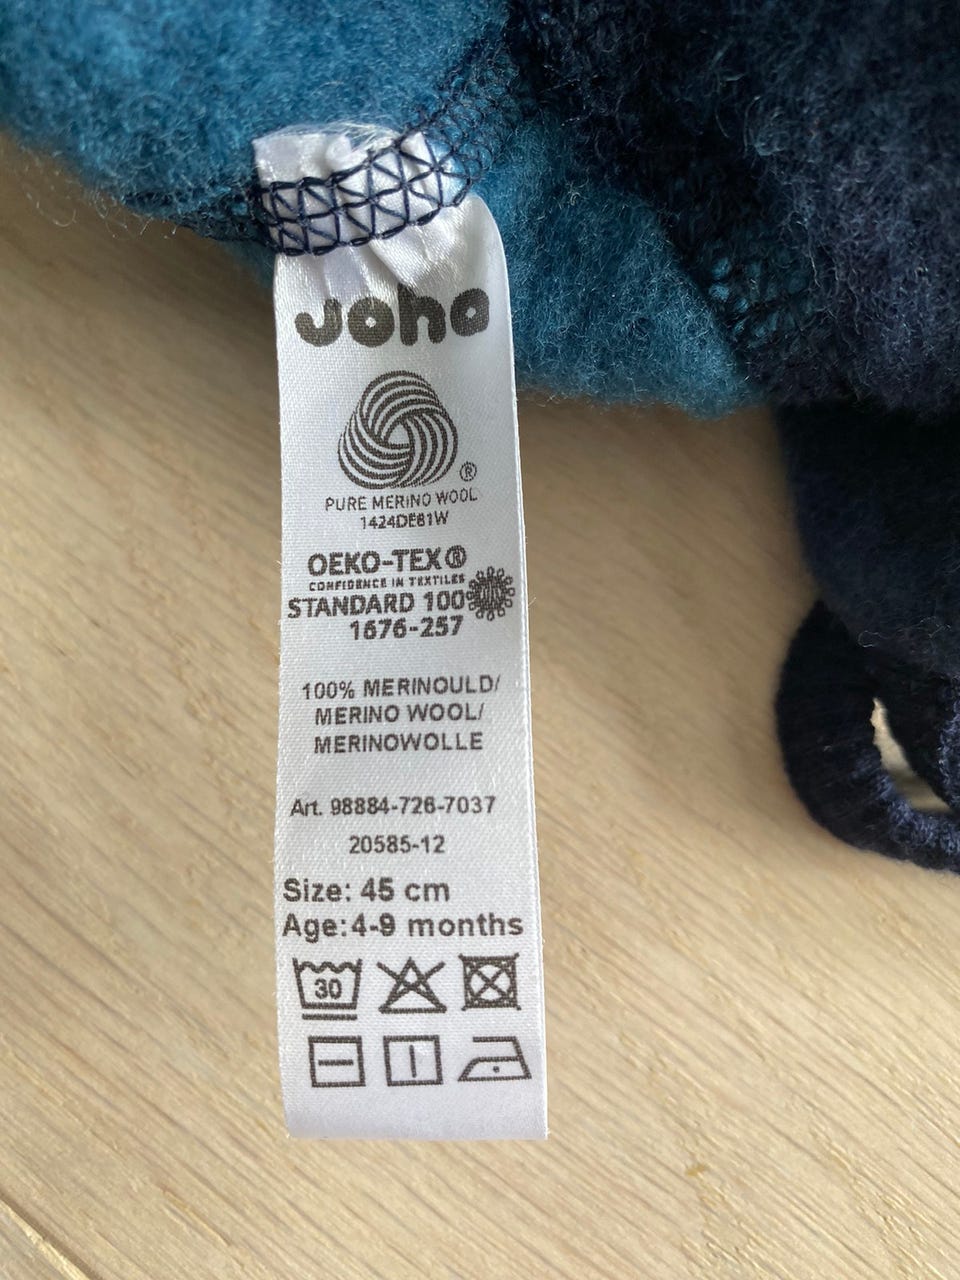 Joha
®
PURE MERINO WOOL
1424DE81W
OEKO-TEX®
CONFIDENCE IN TEXTILES
STANDARD 100
1676-257
100% MERINOULD/
MERINO WOOL/
MERINOWOLLE
Art. 98884-726-7037
20585-12
Size: 45 cm
Age: 4-9 months
30